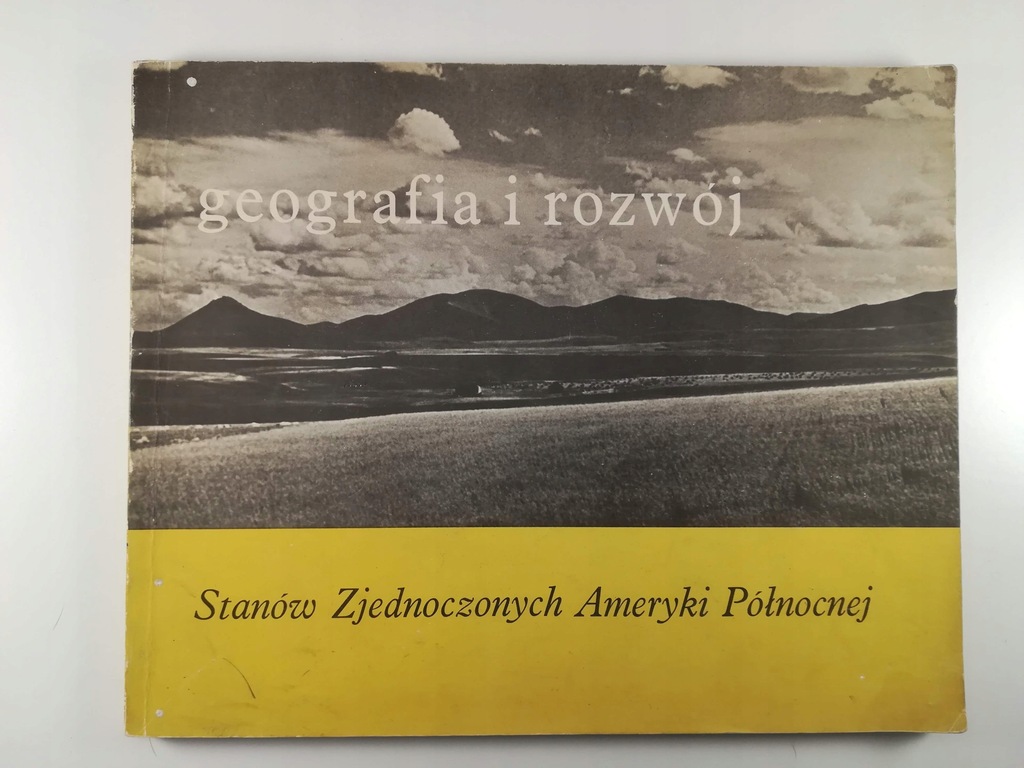 geografia i rozwój
Stanów Zjednoczonych Ameryki Północnej